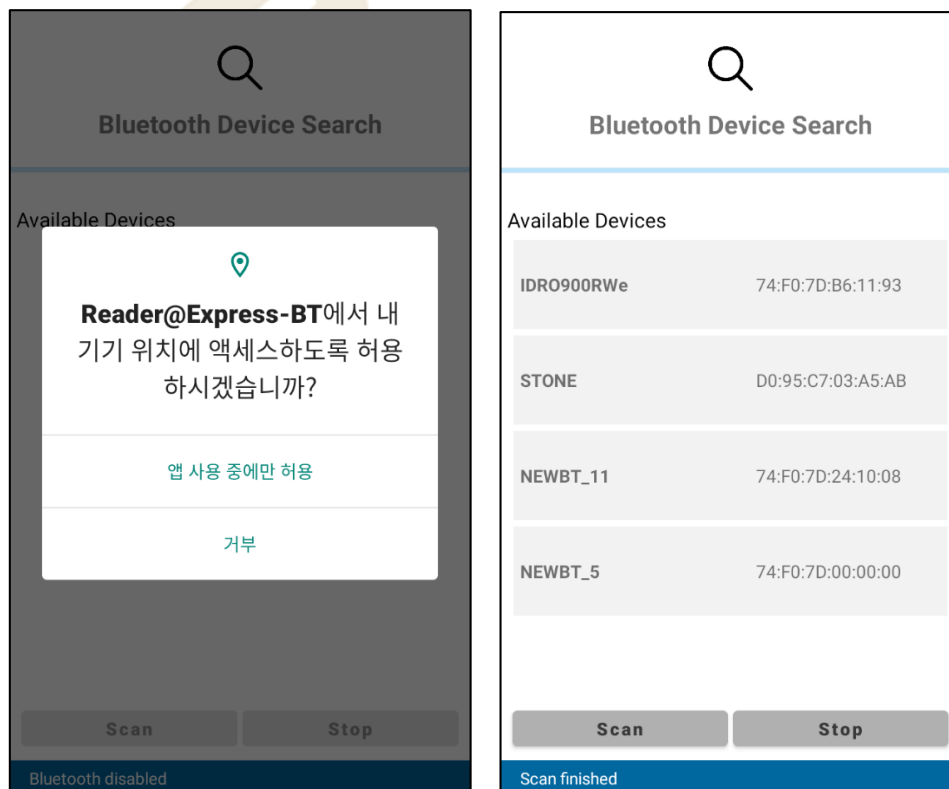 Bluetooth Device Search
Available Devices
Reader@Express-BT에서 내
기기 위치에 액세스하도록 허용
하시겠습니까?
앱 사용 중에만 허용
거부
Scan
Stop
Bluetooth disabled
Bluetooth Device Search
Available Devices
IDRO900RWe 74:F0:7D:B6:11:93
STONE D0:95:C7:03:A5:AB
NEWBT_11 74:F0:7D:24:10:08
NEWBT_5 74:F0:7D:00:00:00
Scan
Stop
Scan finished